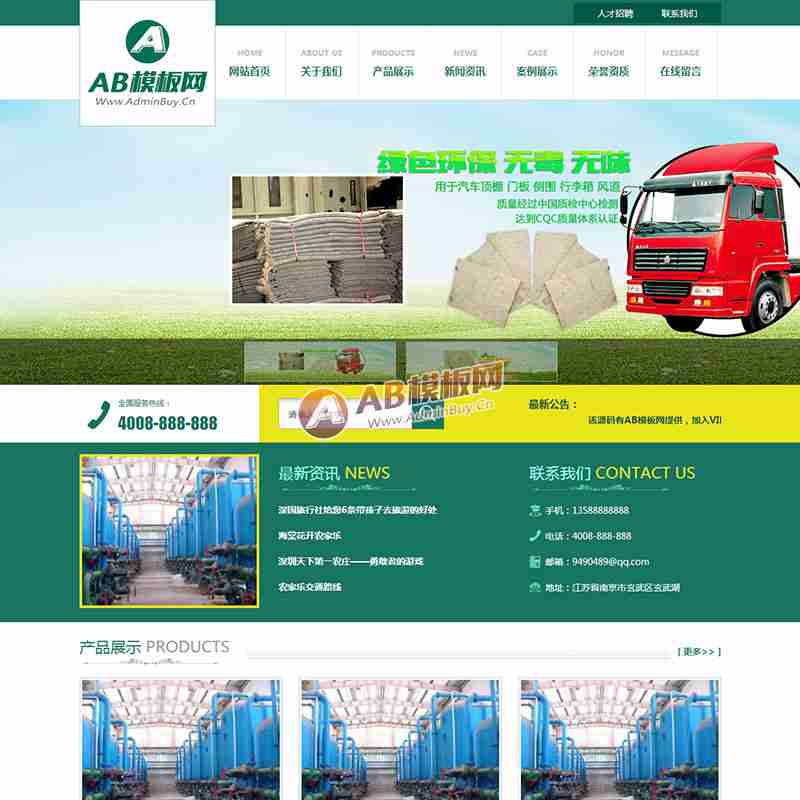 人才招聘 联系我们
AB模板网
Www.AdminBuy.Cn
HOME ABOUT US PRODUCTS NEWS CASE HONOR MESSAGE
网站首页 关于我们 产品展示 新闻资讯 案例展示 荣誉资质 在线留言
绿色环保 无毒 无味
用于汽车顶棚 门板 侧围 行李箱 风道
质量经过中国质检中心检测
达到CQC质量体系认证
AB模板网
Www.AdminBuy.Cn
全国服务热线：
4008-888-888
最新公告：
该源码有AB模板网提供，加入VI
最新资讯 NEWS
深国旅行社给您6条带孩子去旅游的好处
海棠花开农家乐
深圳天下第一农庄——勇敢者的游戏
农家乐交通路线
联系我们 CONTACT US
手机：13588888888
电话：4008-888-888
邮箱：9490489@qq.com
地址：江苏省南京市玄武区玄武湖
产品展示 PRODUCTS
[ 更多>> ]